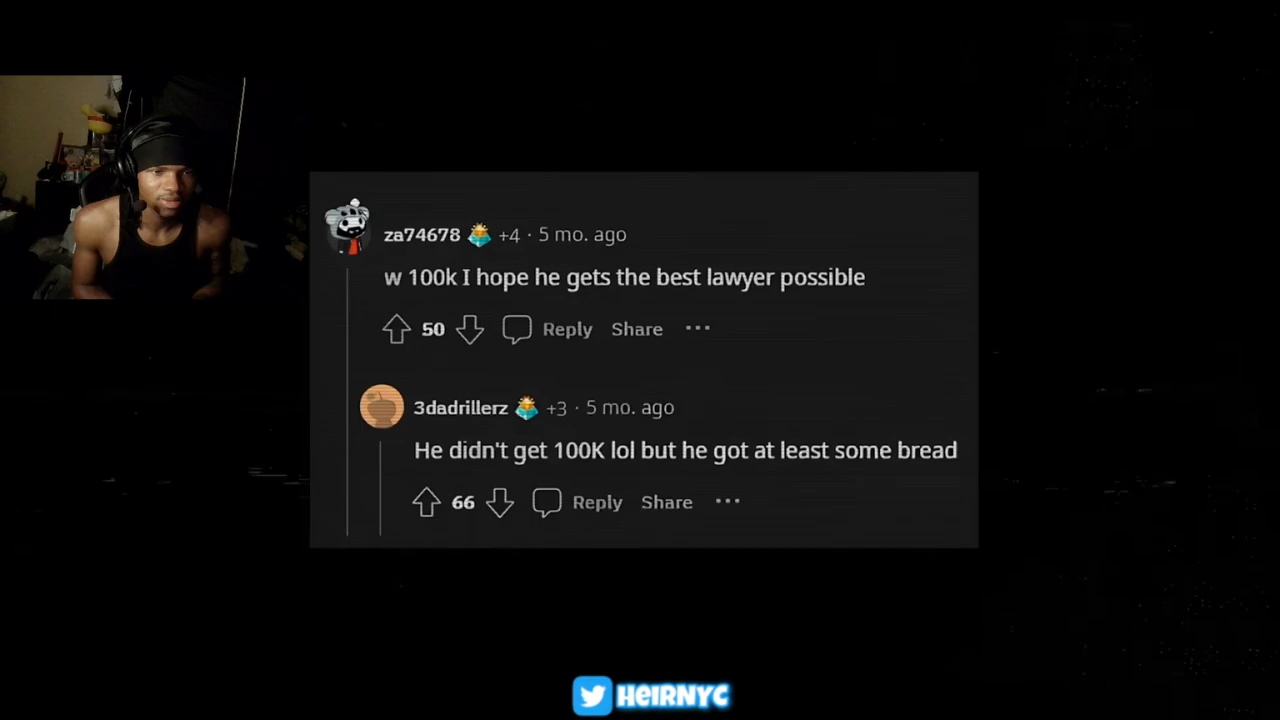 za74678 +4 · 5 mo. ago
w 100k I hope he gets the best lawyer possible
50 Reply Share ...
3dadrillerz +3 · 5 mo. ago
He didn't get 100K lol but he got at least some bread
66 Reply Share ...
HEIRNYC